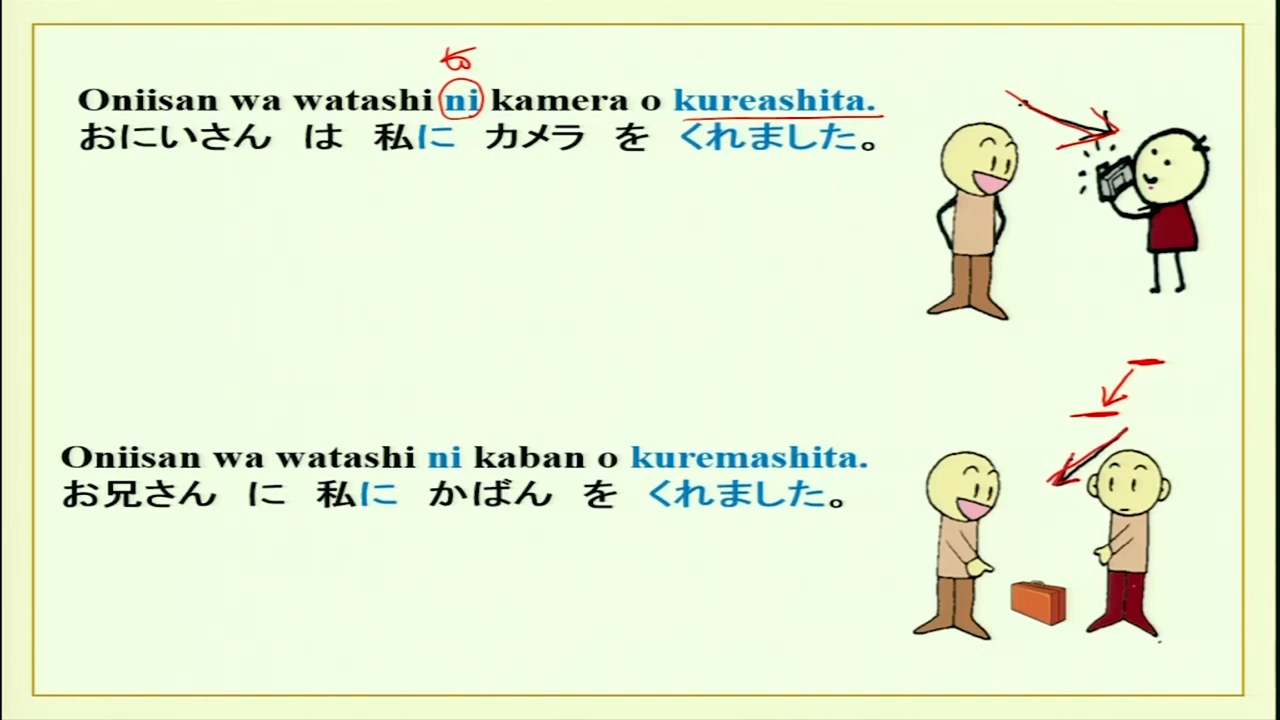 Oniisan wa watashi ni kamera o kureashita.
おにいさん は 私に カメラ を くれました。
Oniisan wa watashi ni kaban o kuremashita.
お兄さん に 私に かばん を くれました。